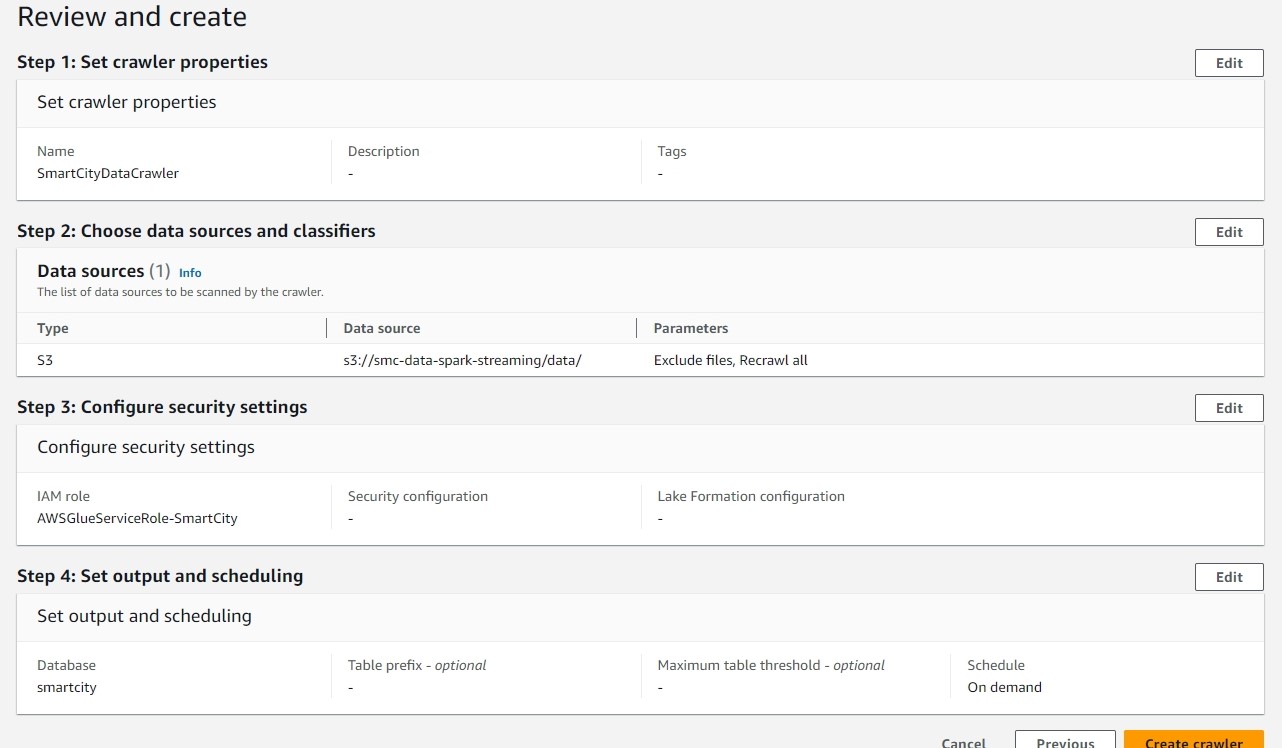 Review and create
Step 1: Set crawler properties
Edit
Set crawler properties
Name Description Tags
SmartCityDataCrawler - -
Step 2: Choose data sources and classifiers
Edit
Data sources (1) Info
The list of data sources to be scanned by the crawler.
Type Data source Parameters
S3 s3://smc-data-spark-streaming/data/ Exclude files, Recrawl all
Step 3: Configure security settings
Edit
Configure security settings
IAM role Security configuration Lake Formation configuration
AWSGlueServiceRole-SmartCity - -
Step 4: Set output and scheduling
Edit
Set output and scheduling
Database Table prefix - optional Maximum table threshold - optional Schedule
smartcity - - On demand
Cancel Previous Create crawler